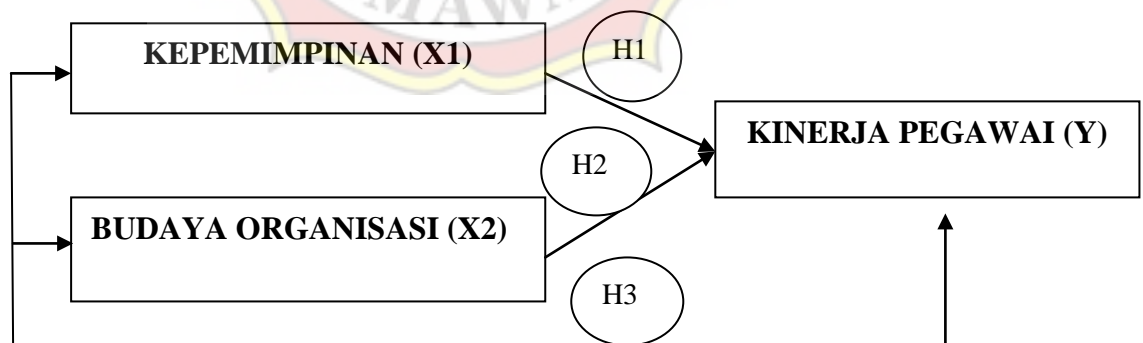 KEPEMIMPINAN (X1)
H1
KINERJA PEGAWAI (Y)
H2
BUDAYA ORGANISASI (X2)
H3